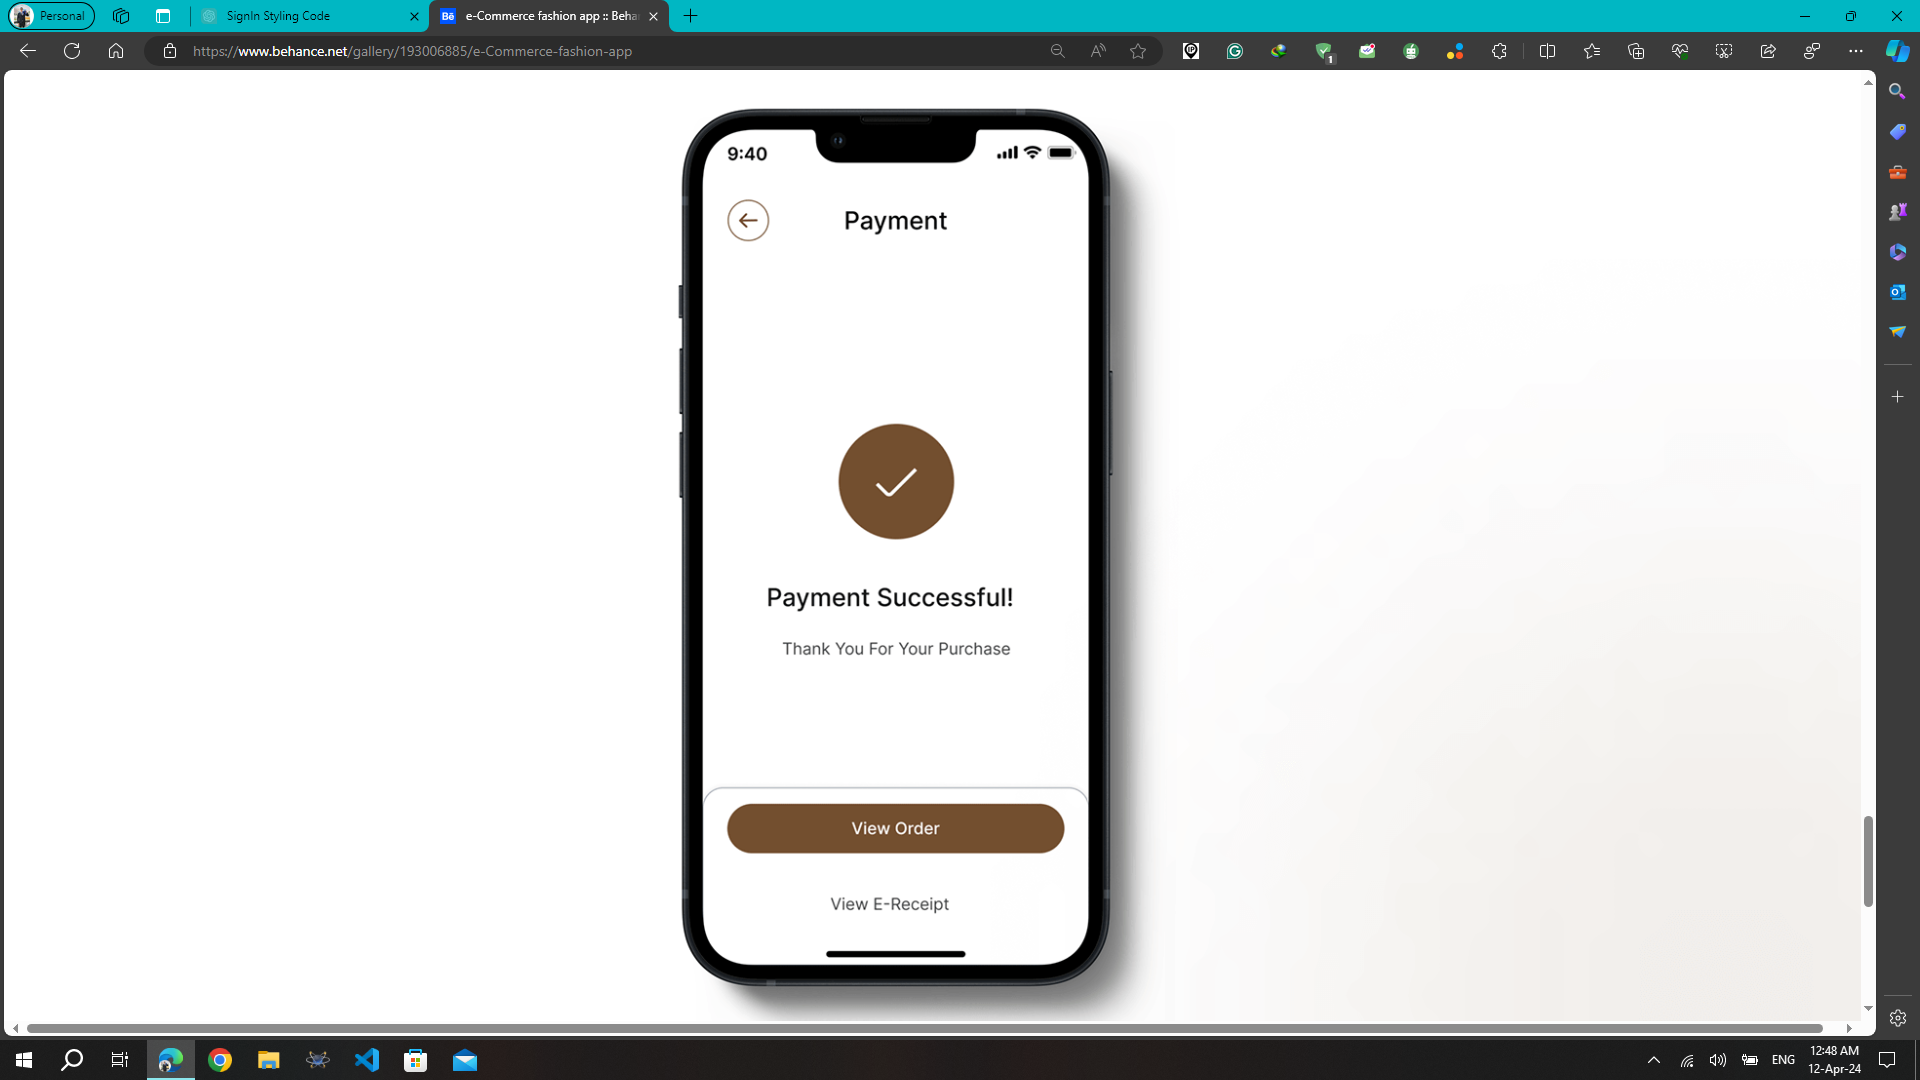 Personal
SignIn Styling Code
Bē
e-Commerce fashion app :: Beha
https://www.behance.net/gallery/193006885/e-Commerce-fashion-app
1
9:40
Payment
Payment Successful!
Thank You For Your Purchase
View Order
View E-Receipt
ENG
12:48 AM
12-Apr-24